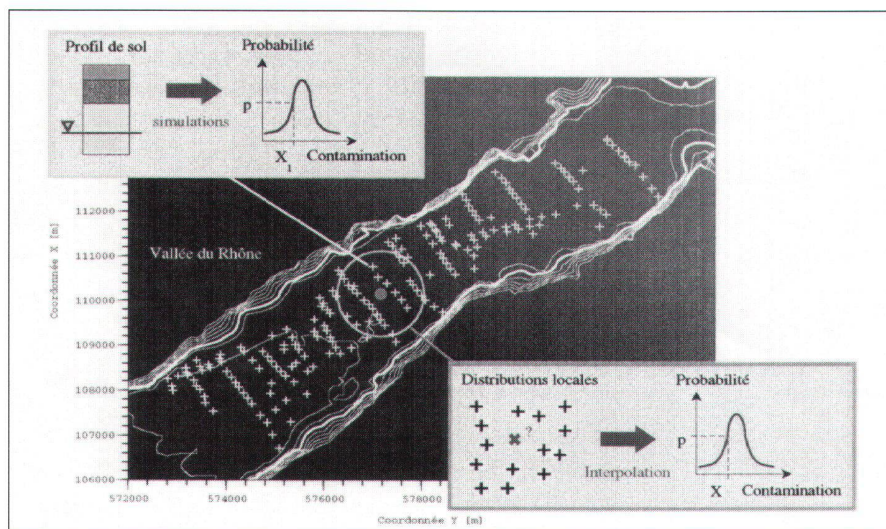 Profil de sol
Probabilité
simulations
p
X1
Contamination
112000
111000
110000
109000
108000
107000
106000
Coordonnée X [m]
Vallée du Rhône
Distributions locales
Probabilité
?
p
Interpolation
X
Contamination
572000
574000
576000
578000
Coordonnée Y [m]